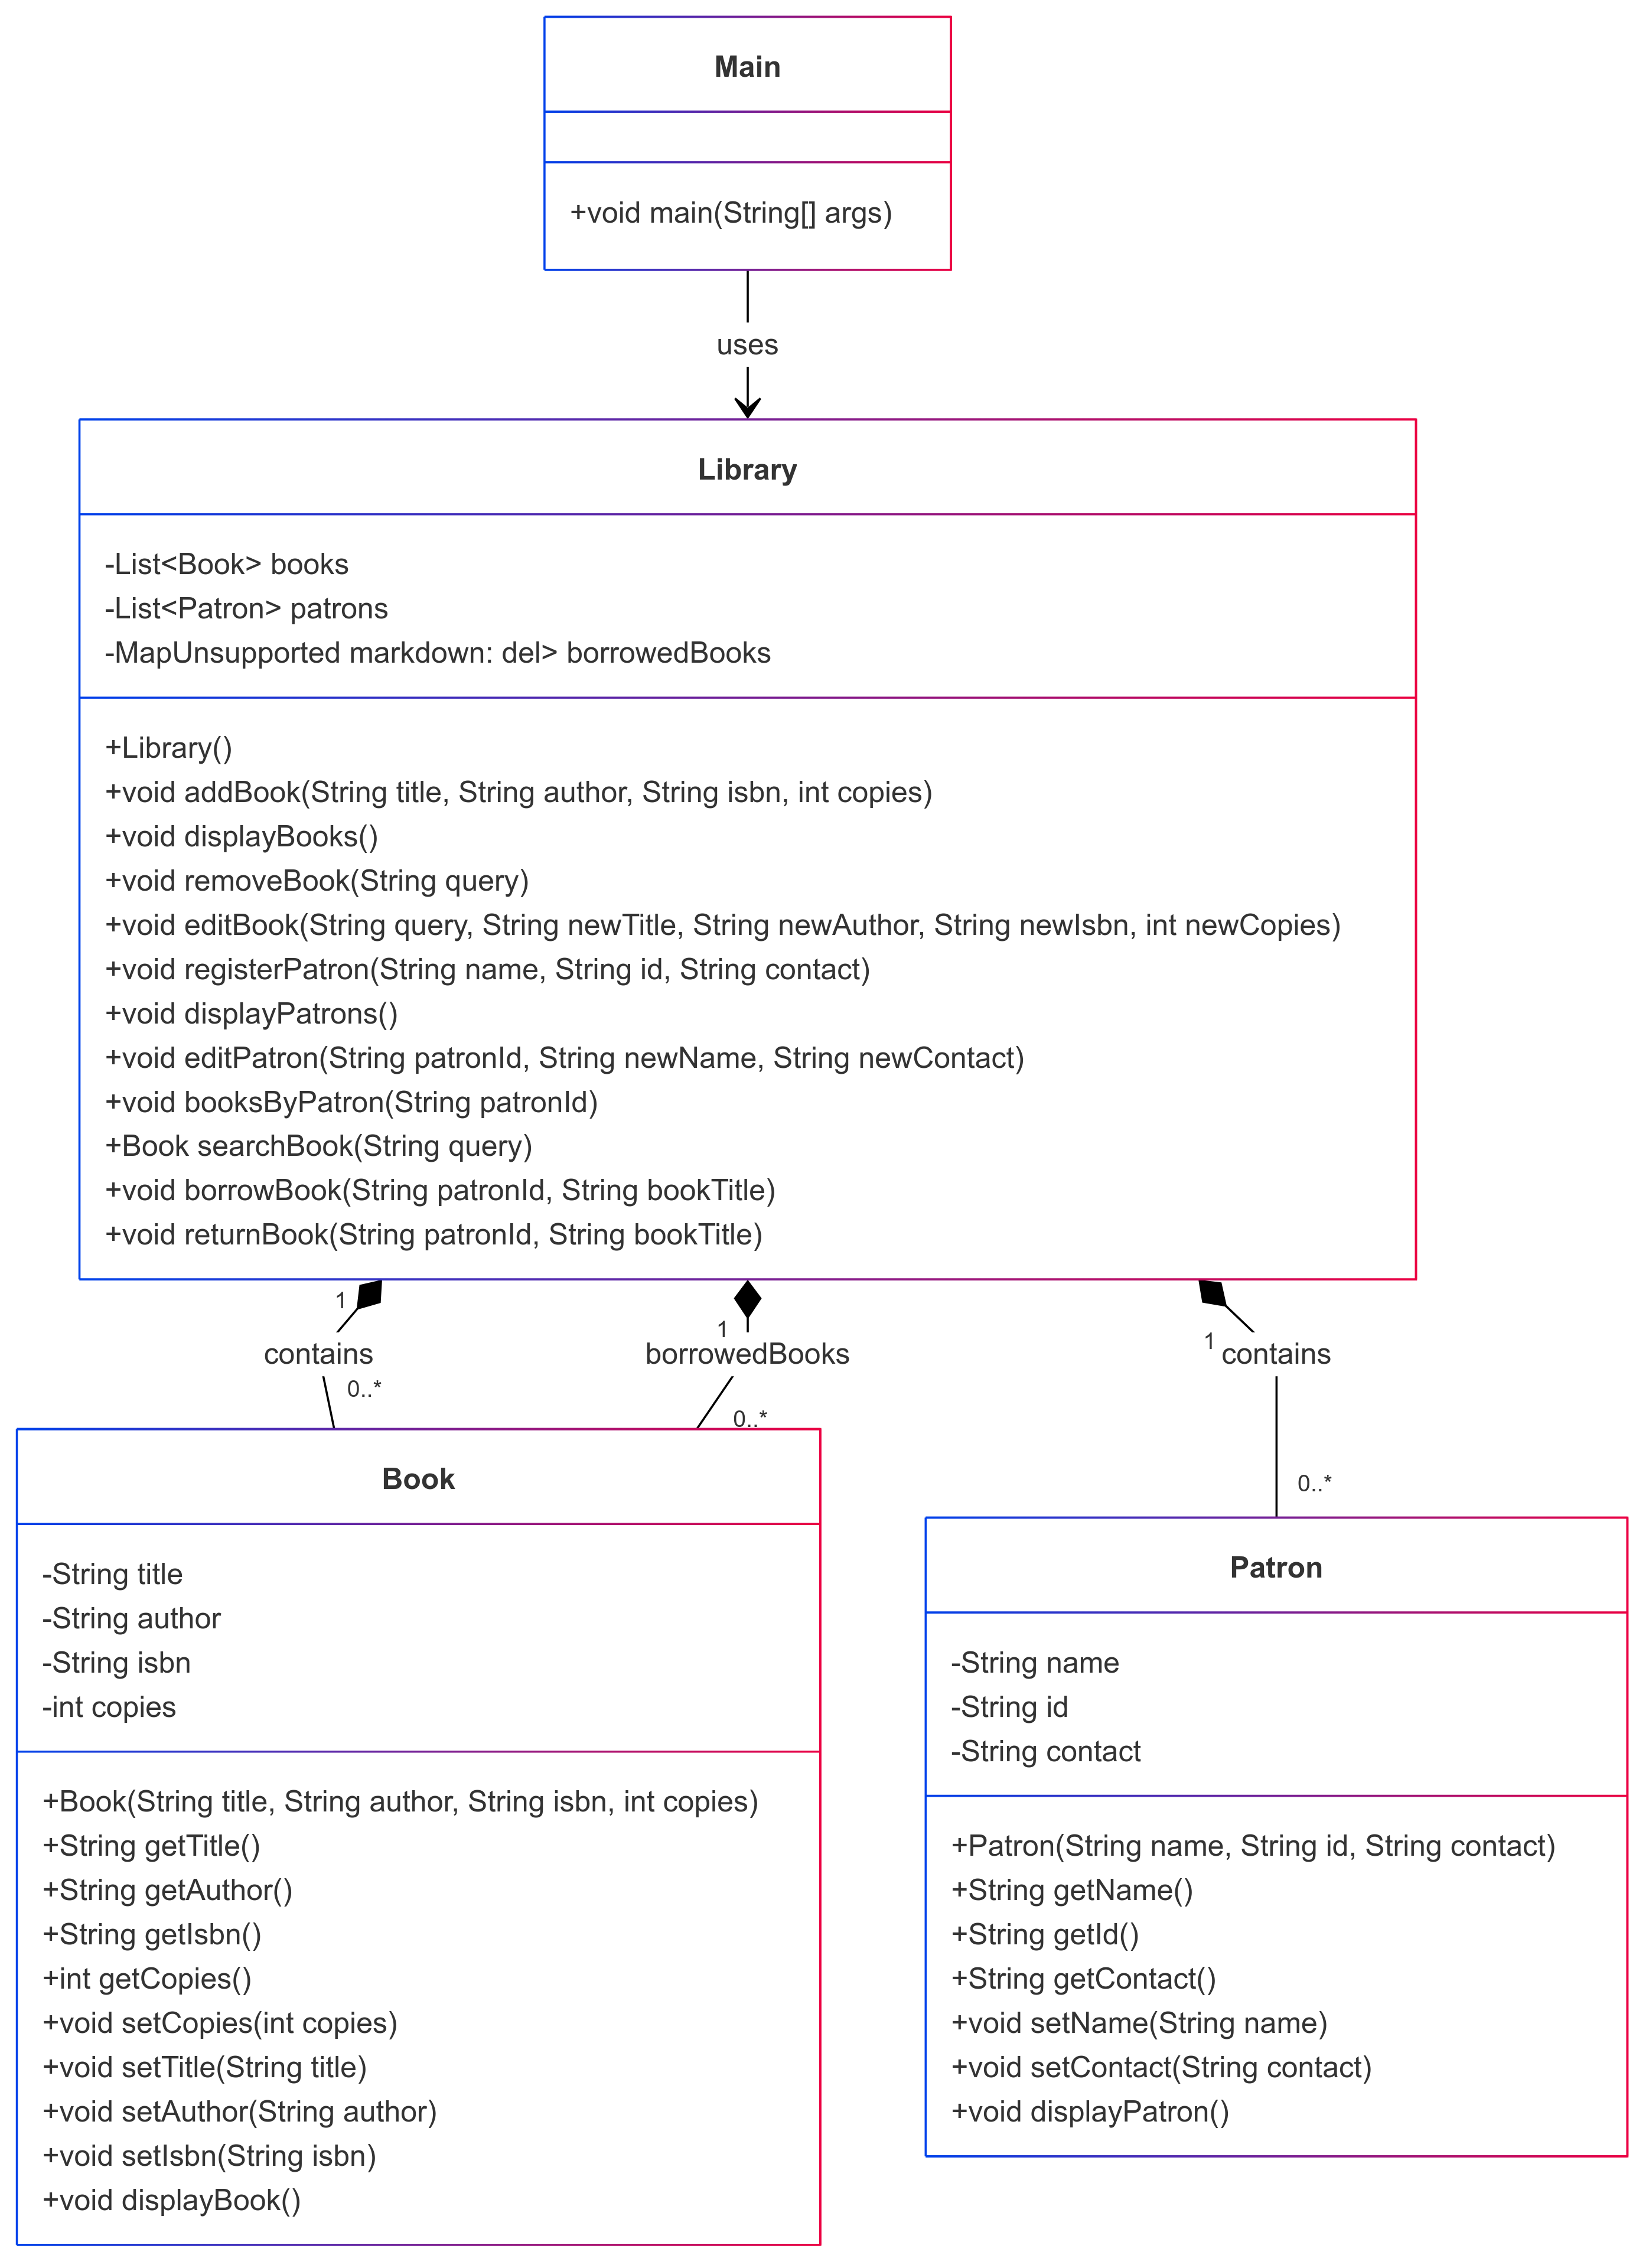 Main
+void main(String[] args)
uses
Library
-List<Book> books
-List<Patron> patrons
-MapUnsupported markdown: del> borrowedBooks
+Library()
+void addBook(String title, String author, String isbn, int copies)
+void displayBooks()
+void removeBook(String query)
+void editBook(String query, String newTitle, String newAuthor, String newIsbn, int newCopies)
+void registerPatron(String name, String id, String contact)
+void displayPatrons()
+void editPatron(String patronId, String newName, String newContact)
+void booksByPatron(String patronId)
+Book searchBook(String query)
+void borrowBook(String patronId, String bookTitle)
+void returnBook(String patronId, String bookTitle)
1
contains
0..*
1
borrowedBooks
0..*
1
contains
0..*
Book
-String title
-String author
-String isbn
-int copies
+Book(String title, String author, String isbn, int copies)
+String getTitle()
+String getAuthor()
+String getIsbn()
+int getCopies()
+void setCopies(int copies)
+void setTitle(String title)
+void setAuthor(String author)
+void setIsbn(String isbn)
+void displayBook()
Patron
-String name
-String id
-String contact
+Patron(String name, String id, String contact)
+String getName()
+String getId()
+String getContact()
+void setName(String name)
+void setContact(String contact)
+void displayPatron()